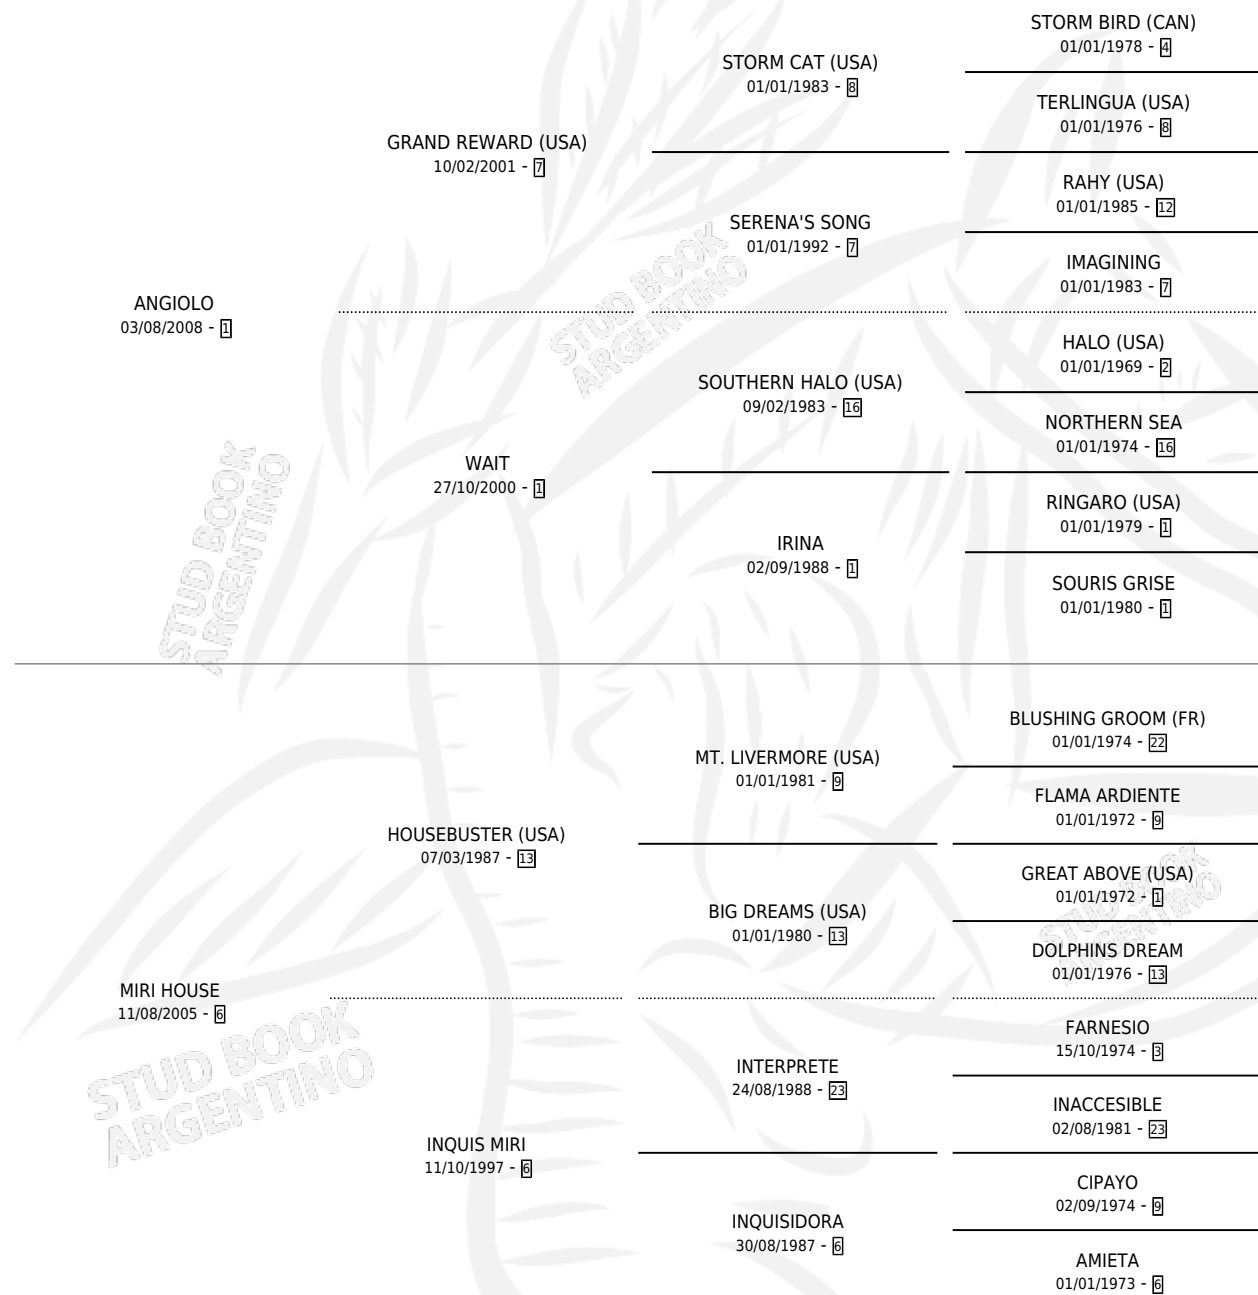 STORM BIRD (CAN)
01/01/1978 - 4
STORM CAT (USA)
01/01/1983 - 8
TERLINGUA (USA)
01/01/1976 - 8
GRAND REWARD (USA)
10/02/2001 - 7
RAHY (USA)
01/01/1985 - 12
SERENA'S SONG
01/01/1992 - 7
IMAGINING
01/01/1983 - 7
ANGIOLO
03/08/2008 - 1
HALO (USA)
01/01/1969 - 2
SOUTHERN HALO (USA)
09/02/1983 - 16
NORTHERN SEA
01/01/1974 - 16
WAIT
27/10/2000 - 1
RINGARO (USA)
01/01/1979 - 1
IRINA
02/09/1988 - 1
SOURIS GRISE
01/01/1980 - 1
STUD BOOK
ARGENTINO
STUD BOOK
ARGENTINO
BLUSHING GROOM (FR)
01/01/1974 - 22
MT. LIVERMORE (USA)
01/01/1981 - 9
FLAMA ARDIENTE
01/01/1972 - 9
HOUSEBUSTER (USA)
07/03/1987 - 13
GREAT ABOVE (USA)
01/01/1972 - 1
BIG DREAMS (USA)
01/01/1980 - 13
DOLPHINS DREAM
01/01/1976 - 13
STUD BOOK
ARGENTINO
MIRI HOUSE
11/08/2005 - 6
FARNESIO
15/10/1974 - 3
INTERPRETE
24/08/1988 - 23
INACCESIBLE
02/08/1981 - 23
STUD BOOK
ARGENTINO
INQUIS MIRI
11/10/1997 - 6
CIPAYO
02/09/1974 - 9
INQUISIDORA
30/08/1987 - 6
AMIETA
01/01/1973 - 6